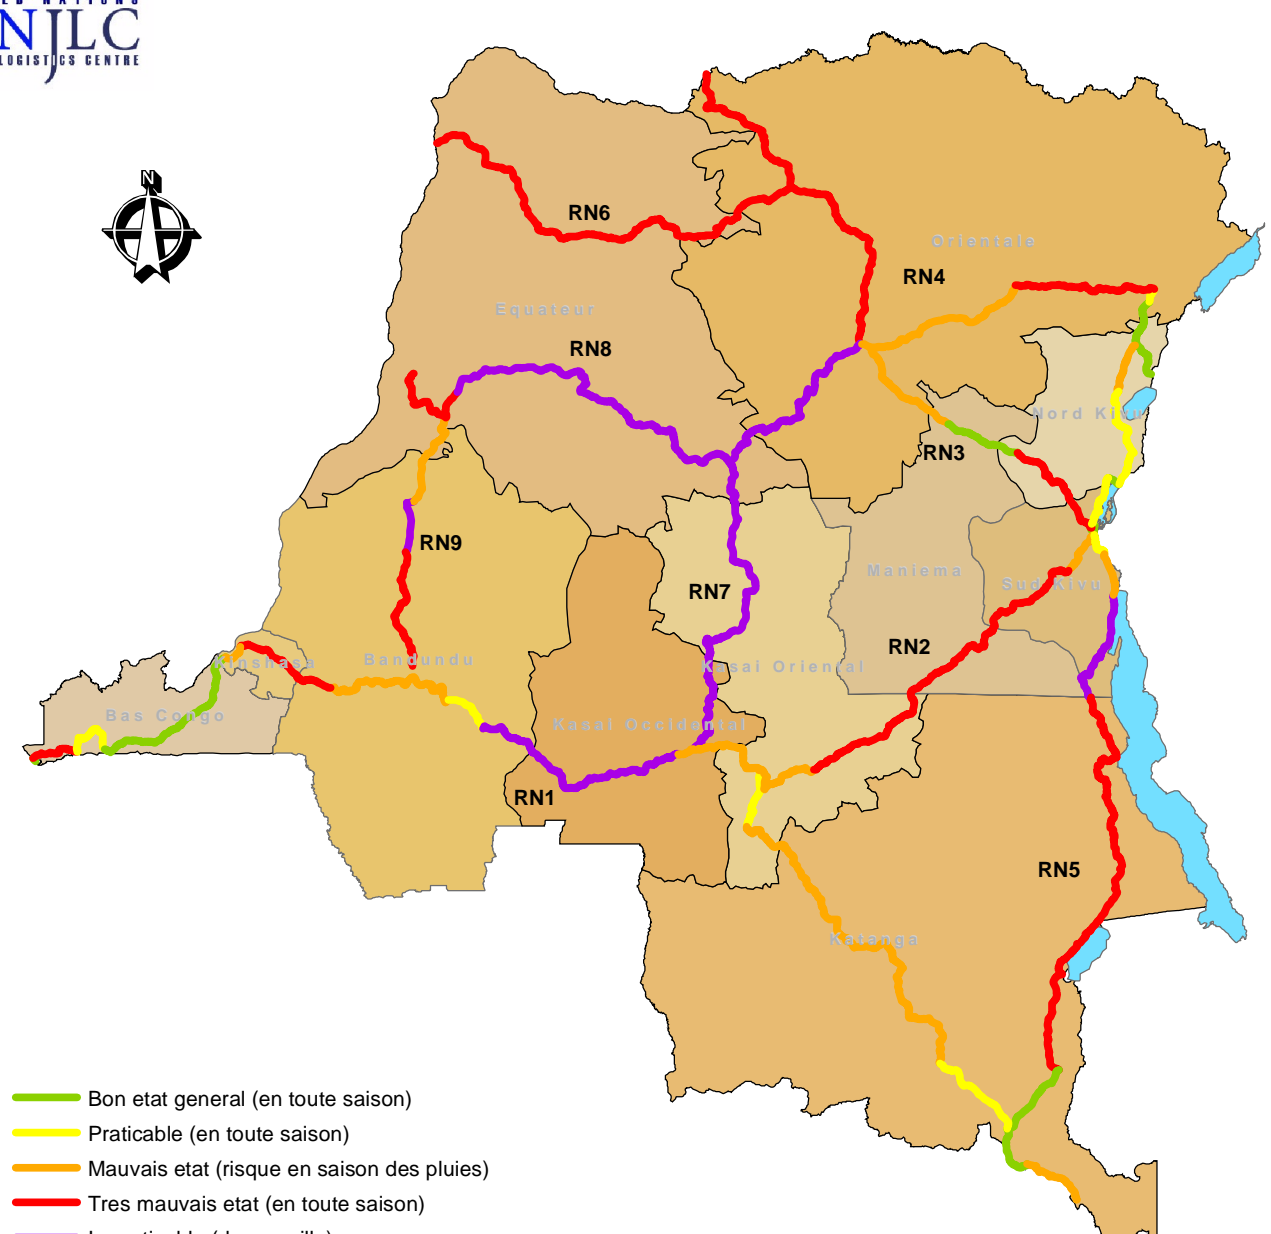 NJLC
LOGISTICS CENTRE
N
RN6
Orientale
RN4
Equateur
RN8
Nord Kivu
RN3
RN9
Maniema
Sud Kivu
RN7
RN2
Kinshasa
Bandundu
Kasai Oriental
Bas Congo
Kasai Occidental
RN1
RN5
Katanga
Bon etat general (en toute saison)
Praticable (en toute saison)
Mauvais etat (risque en saison des pluies)
Tres mauvais etat (en toute saison)